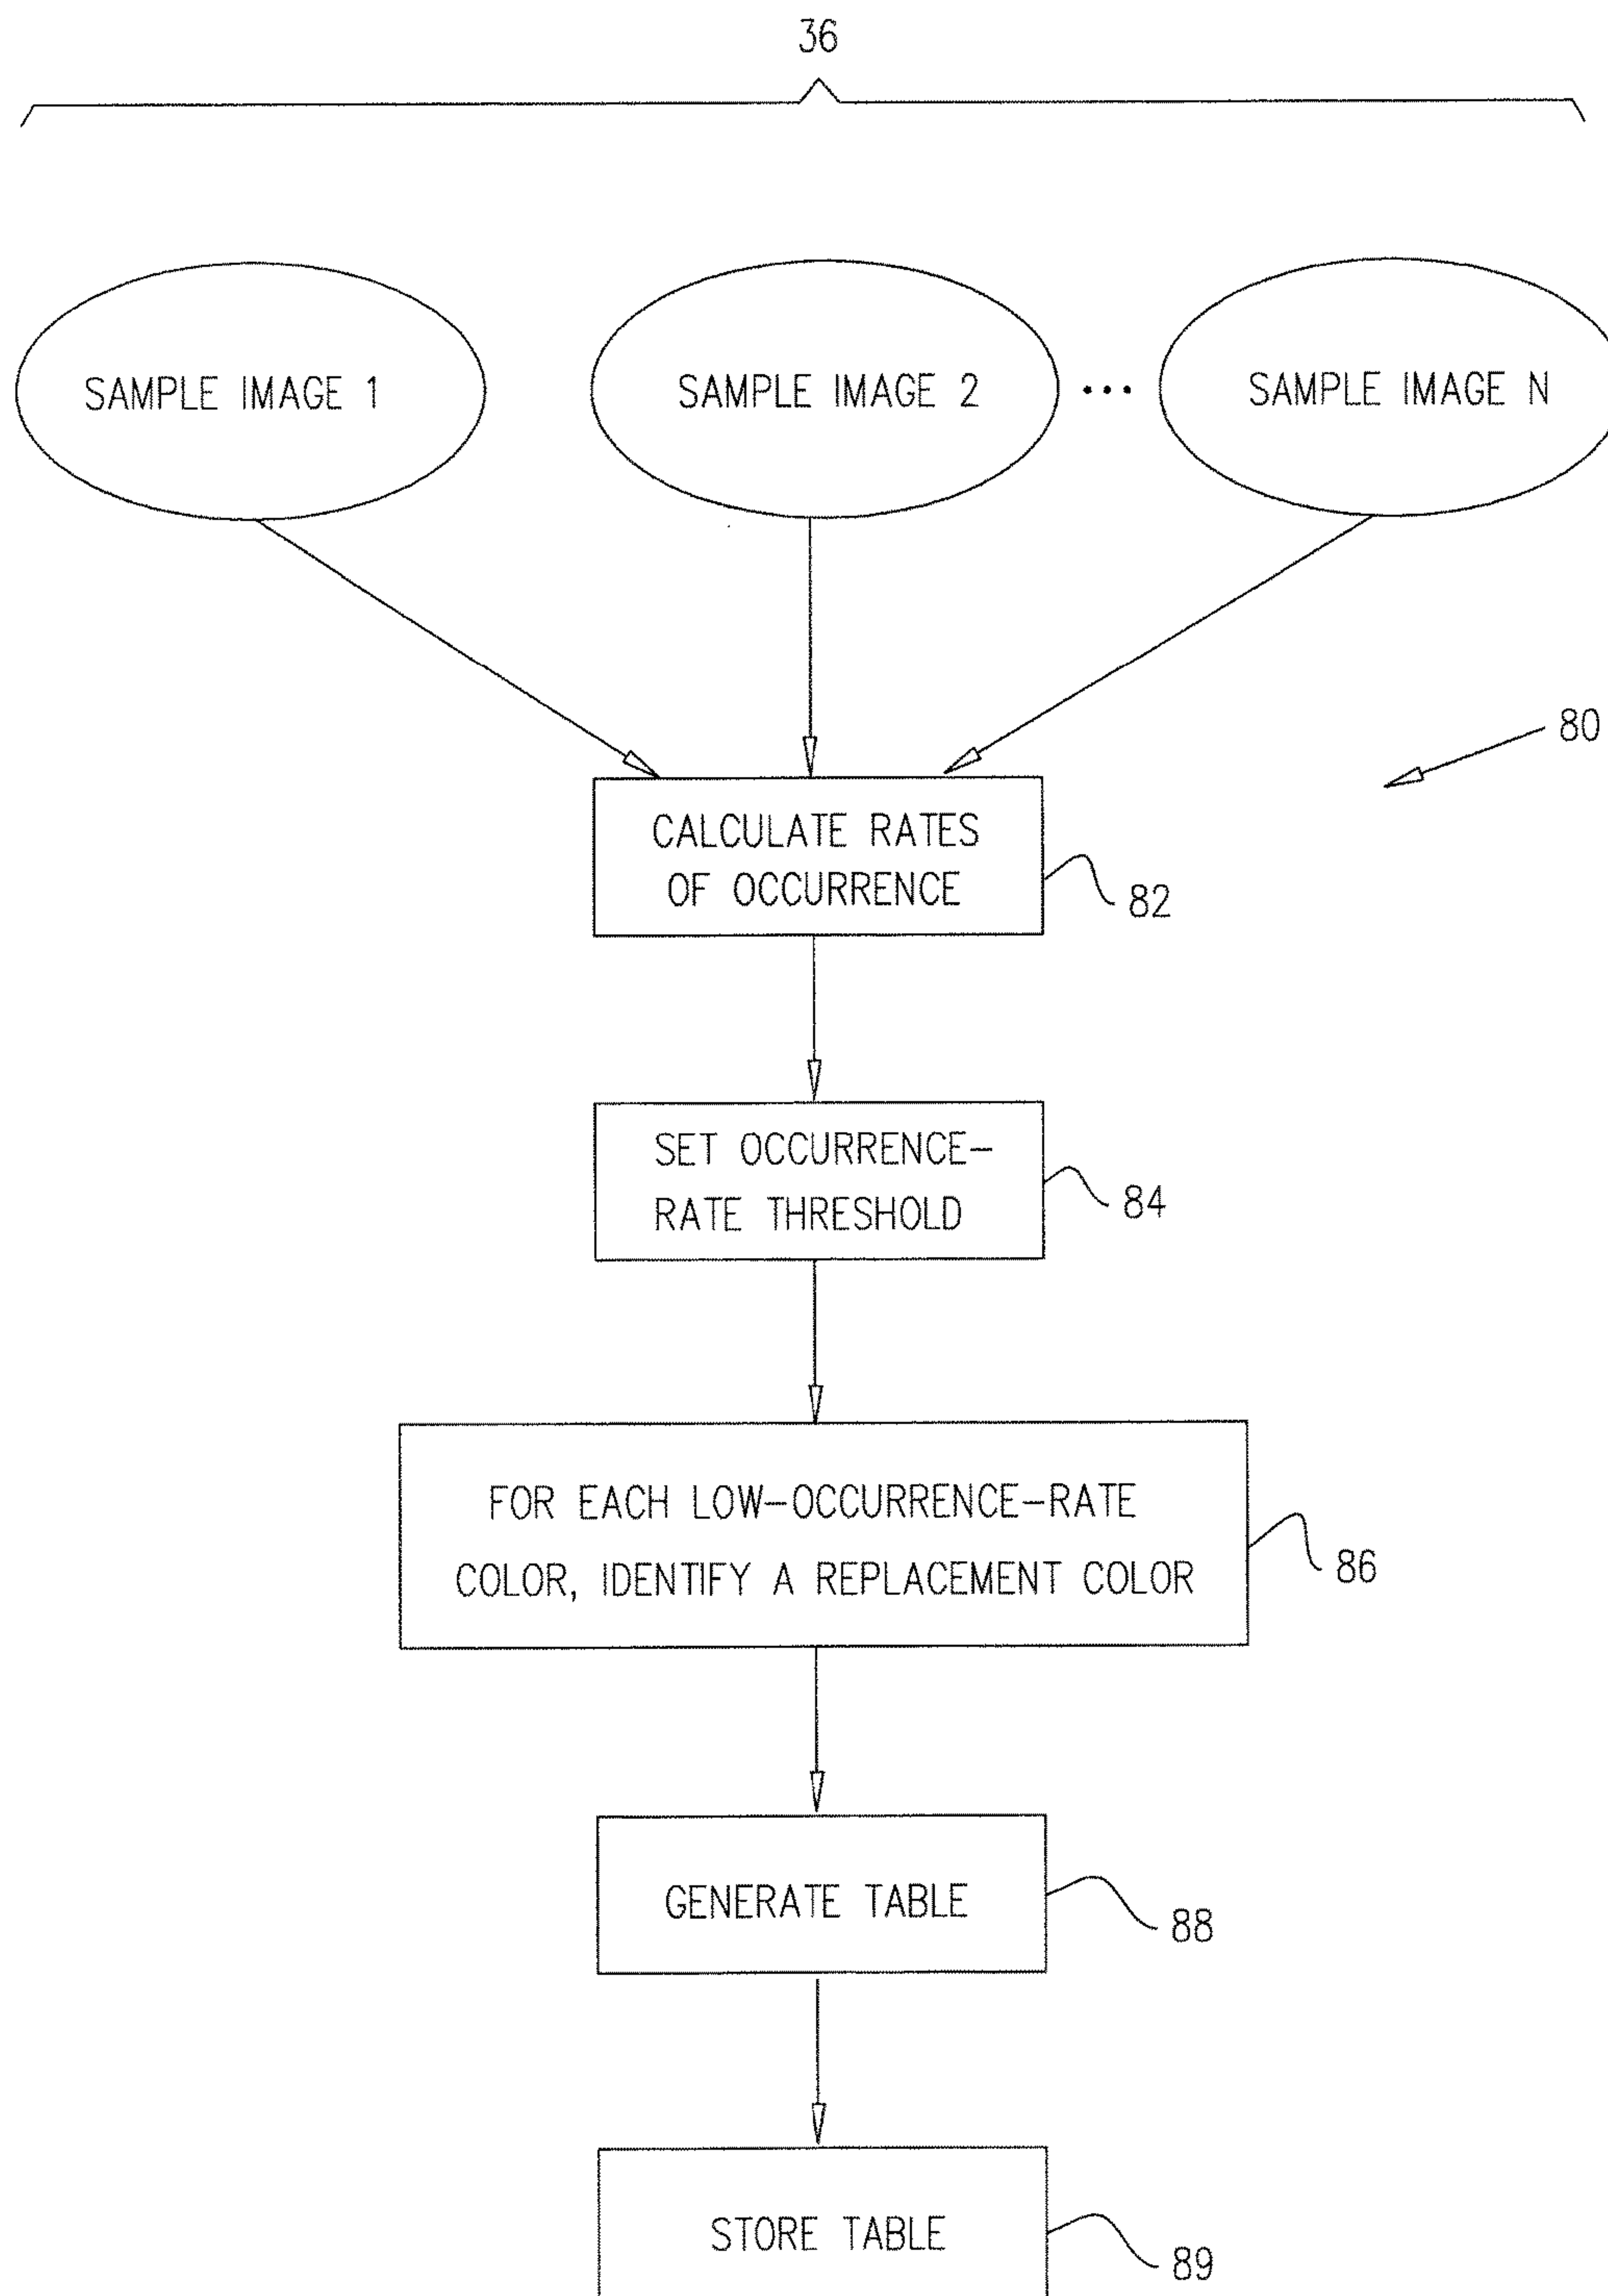 36
SAMPLE IMAGE 1
SAMPLE IMAGE 2
...
SAMPLE IMAGE N
80
CALCULATE RATES
OF OCCURRENCE
82
SET OCCURRENCE-
RATE THRESHOLD
84
FOR EACH LOW-OCCURRENCE-RATE
COLOR, IDENTIFY A REPLACEMENT COLOR
86
GENERATE TABLE
88
STORE TABLE
89